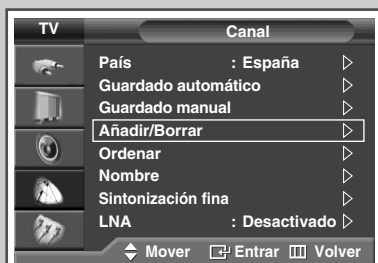 TV Canal
País : España
Guardado automático
Guardado manual
Añadir/Borrar
Ordenar
Nombre
Sintonización fina
LNA : Desactivado
Mover Entrar Volver